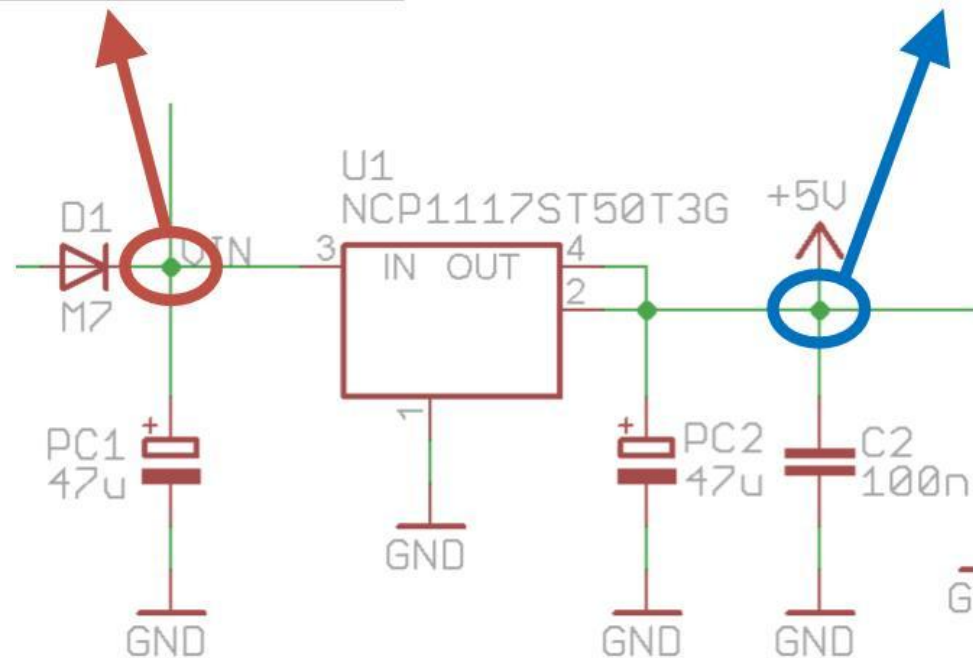 U1
NCP1117ST50T3G
+5V
D1
VIN
3
IN OUT
4
2
M7
1
PC1
47u
PC2
47u
C2
100n
GND
GND
GND
GND
G